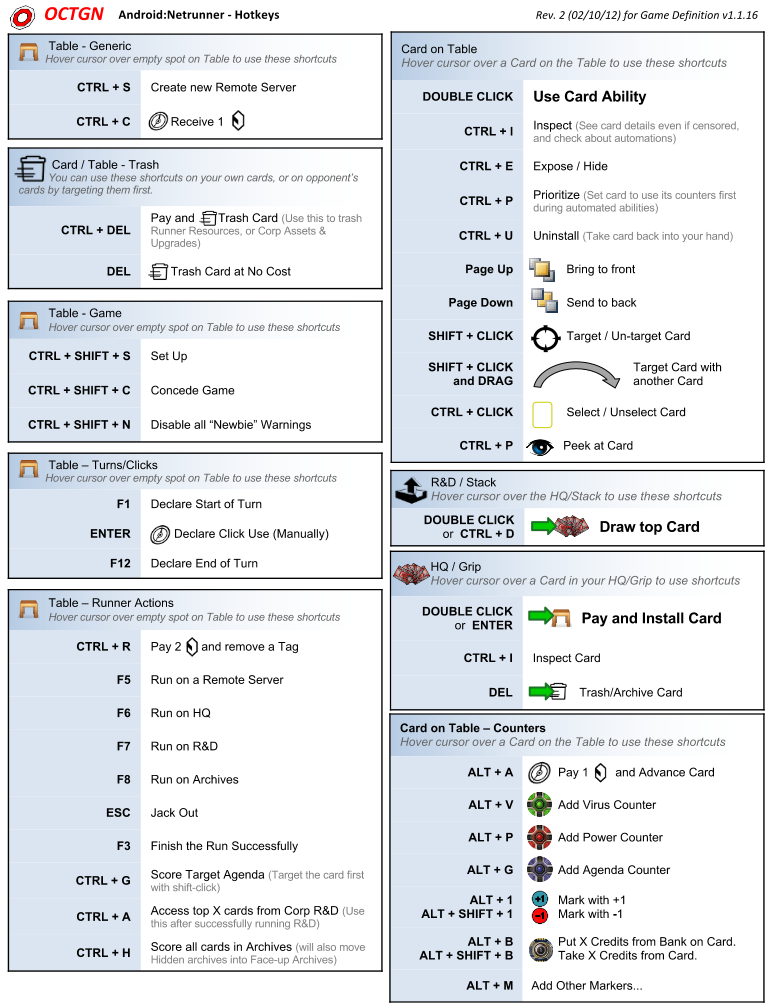 OCTGN Android:Netrunner - Hotkeys
Rev. 2 (02/10/12) for Game Definition v1.1.16
Table - Generic
Hover cursor over empty spot on Table to use these shortcuts
CTRL + S Create new Remote Server
CTRL + C Receive 1
Card / Table - Trash
You can use these shortcuts on your own cards, or on opponent's
cards by targeting them first.
CTRL + DEL Pay and Trash Card (Use this to trash
Runner Resources, or Corp Assets &
Upgrades)
DEL Trash Card at No Cost
Table - Game
Hover cursor over empty spot on Table to use these shortcuts
CTRL + SHIFT + S Set Up
CTRL + SHIFT + C Concede Game
CTRL + SHIFT + N Disable all “Newbie” Warnings
Table – Turns/Clicks
Hover cursor over empty spot on Table to use these shortcuts
F1 Declare Start of Turn
ENTER Declare Click Use (Manually)
F12 Declare End of Turn
Table – Runner Actions
Hover cursor over empty spot on Table to use these shortcuts
CTRL + R Pay 2 and remove a Tag
F5 Run on a Remote Server
F6 Run on HQ
F7 Run on R&D
F8 Run on Archives
ESC Jack Out
F3 Finish the Run Successfully
CTRL + G Score Target Agenda (Target the card first
with shift-click)
CTRL + A Access top X cards from Corp R&D (Use
this after successfully running R&D)
CTRL + H Score all cards in Archives (will also move
Hidden archives into Face-up Archives)
Card on Table
Hover cursor over a Card on the Table to use these shortcuts
DOUBLE CLICK Use Card Ability
CTRL + I Inspect (See card details even if censored,
and check about automations)
CTRL + E Expose / Hide
CTRL + P Prioritize (Set card to use its counters first
during automated abilities)
CTRL + U Uninstall (Take card back into your hand)
Page Up Bring to front
Page Down Send to back
SHIFT + CLICK Target / Un-target Card
SHIFT + CLICK Target Card with
and DRAG another Card
CTRL + CLICK Select / Unselect Card
CTRL + P Peek at Card
R&D / Stack
Hover cursor over the HQ/Stack to use these shortcuts
DOUBLE CLICK
or CTRL + D Draw top Card
HQ / Grip
Hover cursor over a Card in your HQ/Grip to use shortcuts
DOUBLE CLICK
or ENTER Pay and Install Card
CTRL + I Inspect Card
DEL Trash/Archive Card
Card on Table – Counters
Hover cursor over a Card on the Table to use these shortcuts
ALT + A Pay 1 and Advance Card
ALT + V Add Virus Counter
ALT + P Add Power Counter
ALT + G Add Agenda Counter
ALT + 1 +1 Mark with +1
ALT + SHIFT + 1 -1 Mark with -1
ALT + B Put X Credits from Bank on Card.
ALT + SHIFT + B Take X Credits from Card.
ALT + M Add Other Markers...